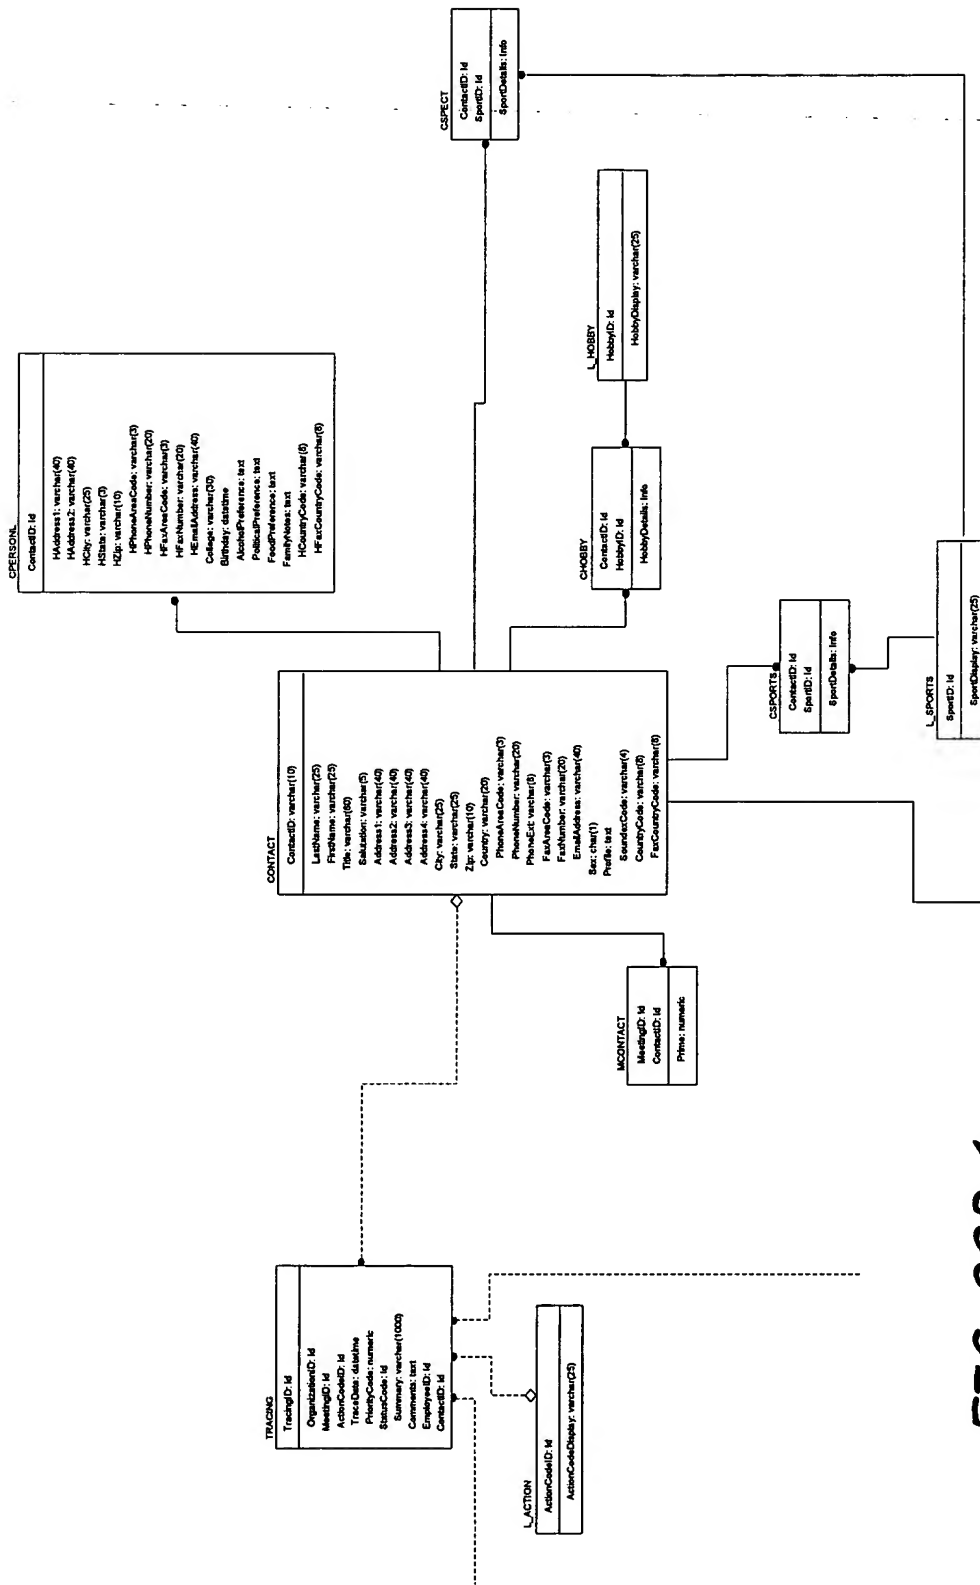 CPERSONL
ContactID: Id
HAddress1: varchar(40)
HAddress2: varchar(40)
HCity: varchar(25)
HState: varchar(3)
HZip: varchar(10)
HPhoneAreaCode: varchar(3)
HPhoneNumber: varchar(20)
HFaxAreaCode: varchar(3)
HFaxNumber: varchar(20)
HEmailAddress: varchar(40)
College: varchar(30)
Birthday: datetime
AlcoholPreference: text
PoliticalPreference: text
FoodPreference: text
FamilyNotes: text
HCountryCode: varchar(8)
HFaxCountryCode: varchar(8)
CSPECT
ContactID: Id
SportID: Id
SportDetails: Info
L_HOBBY
HobbyID: Id
HobbyDisplay: varchar(25)
CHOBBY
ContactID: Id
HobbyID: Id
HobbyDetails: Info
CONTACT
ContactID: varchar(10)
LastName: varchar(25)
FirstName: varchar(25)
Title: varchar(60)
Salutation: varchar(5)
Address1: varchar(40)
Address2: varchar(40)
Address3: varchar(40)
Address4: varchar(40)
City: varchar(25)
State: varchar(25)
Zip: varchar(10)
Country: varchar(20)
PhoneAreaCode: varchar(3)
PhoneNumber: varchar(20)
PhoneExt: varchar(8)
FaxAreaCode: varchar(3)
FaxNumber: varchar(20)
EmailAddress: varchar(40)
Sex: char(1)
Profile: text
SoundexCode: varchar(4)
CountryCode: varchar(8)
FaxCountryCode: varchar(8)
CSPORTS
ContactID: Id
SportID: Id
SportDetails: Info
L_SPORTS
SportID: Id
SportDisplay: varchar(25)
MCONTACT
MeetingID: Id
ContactID: Id
Prime: numeric
TRACING
TracingID: Id
OrganizationID: Id
MeetingID: Id
ActionCodeID: Id
TraceDate: datetime
PriorityCode: numeric
StatusCode: Id
Summary: varchar(1000)
Comments: text
EmployeeID: Id
ContactID: Id
L_ACTION
ActionCodeID: Id
ActionCodeDisplay: varchar(25)